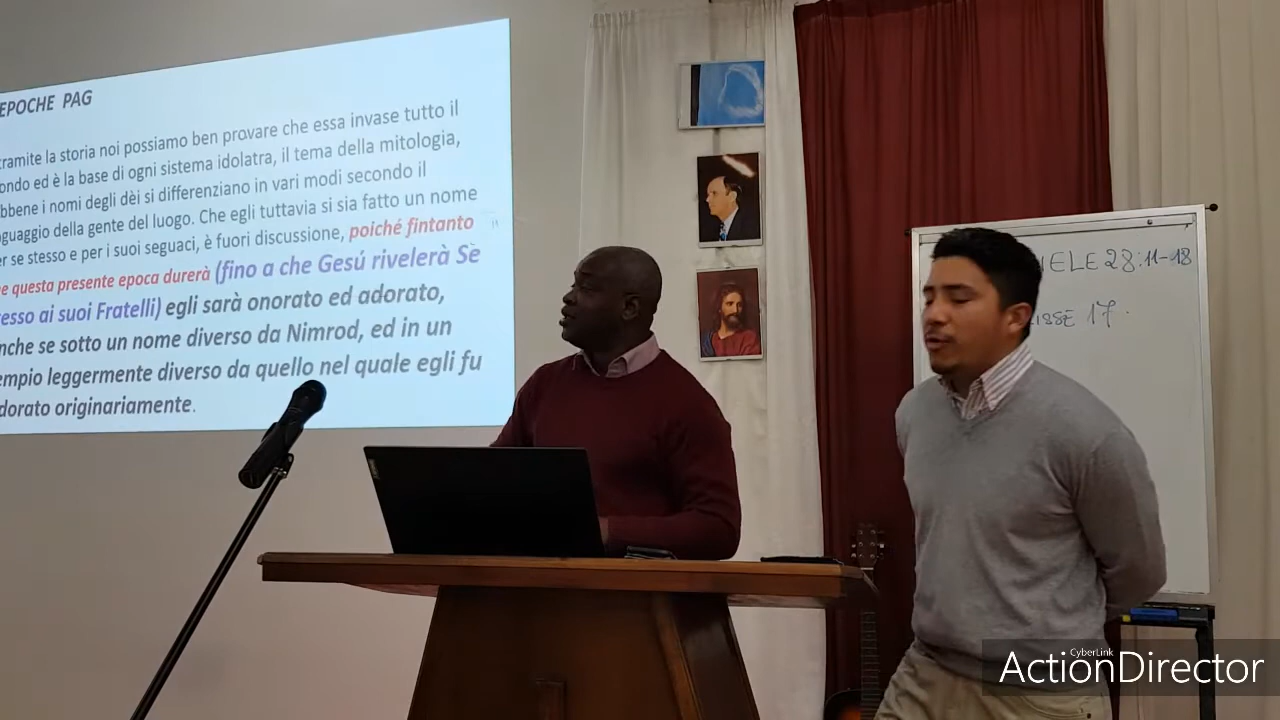 EPOCHE PAG
tramite la storia noi possiamo ben provare che essa invase tutto il
ondo ed è la base di ogni sistema idolatra, il tema della mitologia,
bbene i nomi degli dèi si differenziano in vari modi secondo il
guaggio della gente del luogo. Che egli tuttavia si sia fatto un nome
er se stesso e per i suoi seguaci, è fuori discussione, poiché fintanto
e questa presente epoca durerà (fino a che Gesú rivelerà Sè
esso ai suoi Fratelli) egli sarà onorato ed adorato,
nche se sotto un nome diverso da Nimrod, ed in un
empio leggermente diverso da quello nel quale egli fu
dorato originariamente.
IELE 28:11-18
17.
CyberLink
ActionDirector